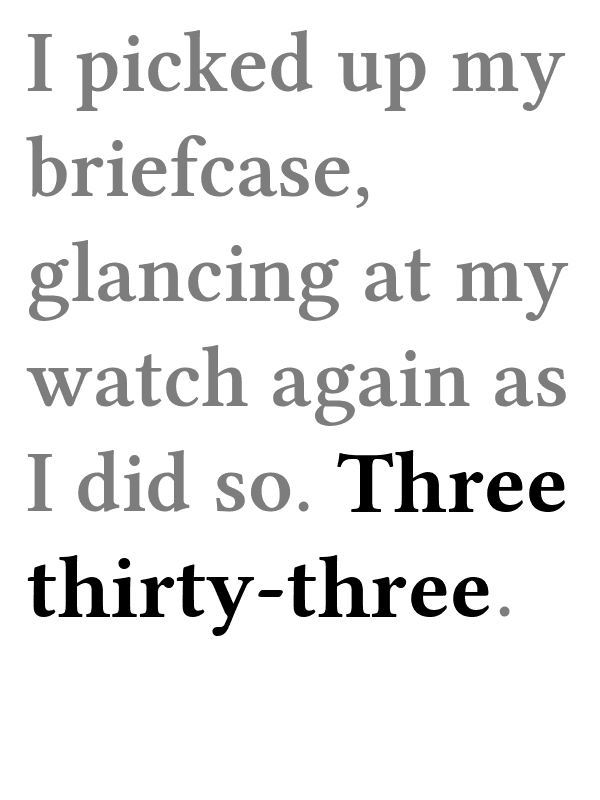 I picked up my
briefcase,
glancing at my
watch again as
I did so. Three
thirty-three.